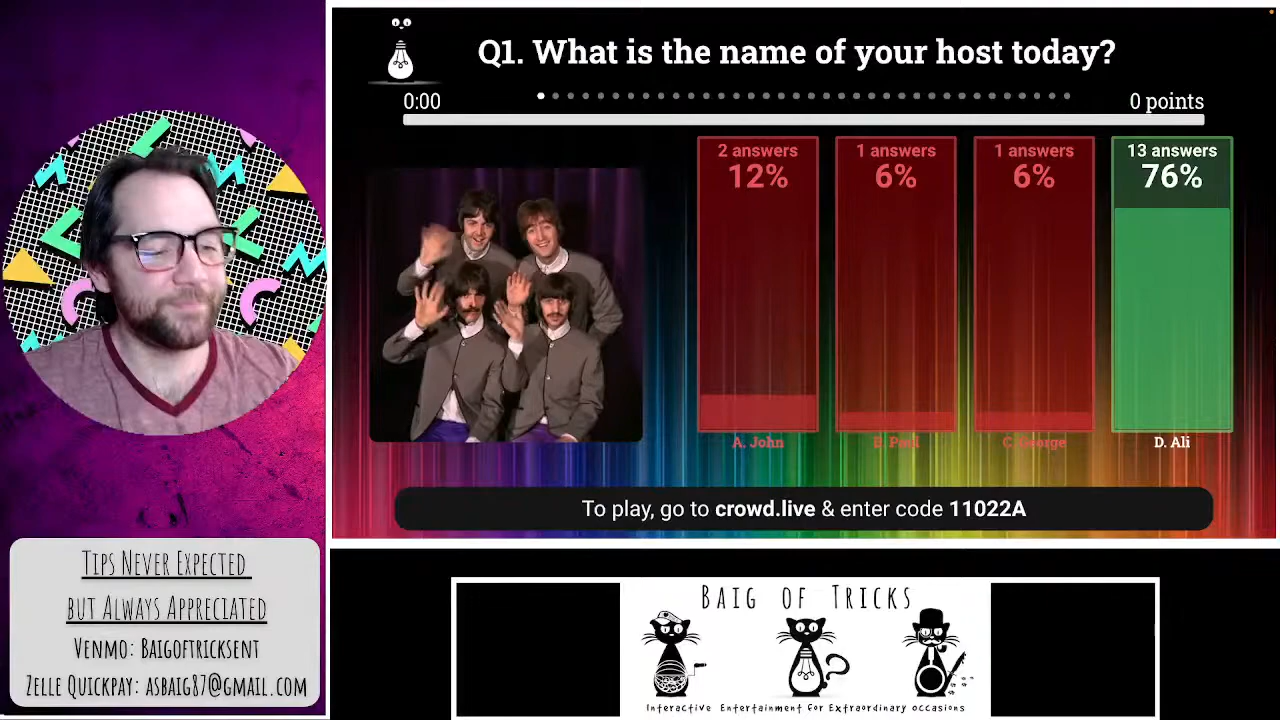 Q1. What is the name of your host today?
0:00
0 points
2 answers
12%
1 answers
6%
1 answers
6%
13 answers
76%
A. John
B. Paul
C. George
D. Ali
To play, go to crowd.live & enter code 11022A
Tips Never Expected
but Always Appreciated
Venmo: Baigoftricksent
Zelle Quickpay: asbaig87@gmail.com
Baig of Tricks
Interactive Entertainment for Extraordinary Occasions